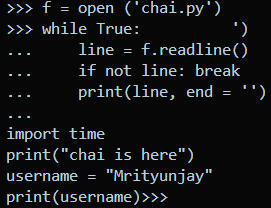 >>> f = open ('chai.py')
>>> while True:            ')
...     line = f.readline()
...     if not line: break
...     print(line, end = '')
...
import time
print("chai is here")
username = "Mrityunjay"
print(username)>>>